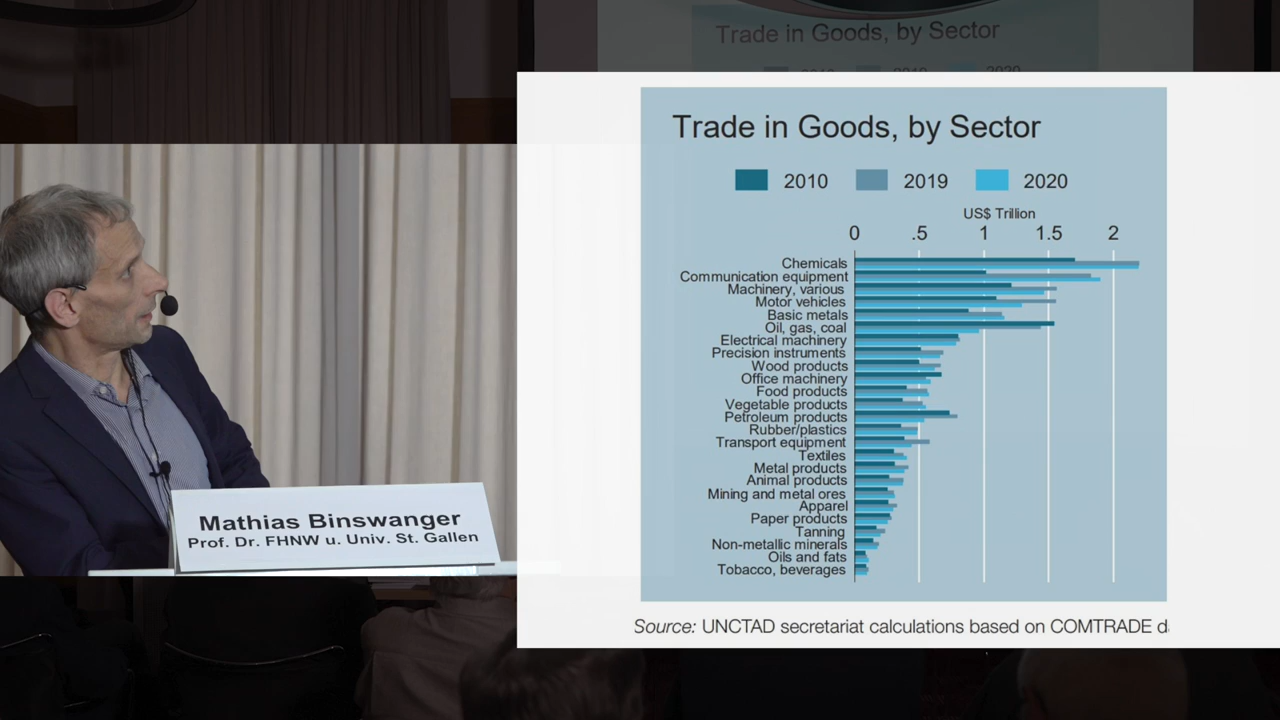 Trade in Goods, by Sector
2010 2019 2020
Trade in Goods, by Sector
2010 2019 2020
US$ Trillion
0 .5 1 1.5 2
Chemicals
Communication equipment
Machinery, various
Motor vehicles
Basic metals
Oil, gas, coal
Electrical machinery
Precision instruments
Wood products
Office machinery
Food products
Vegetable products
Petroleum products
Rubber/plastics
Transport equipment
Textiles
Metal products
Animal products
Mining and metal ores
Apparel
Paper products
Tanning
Non-metallic minerals
Oils and fats
Tobacco, beverages
Source: UNCTAD secretariat calculations based on COMTRADE d
Mathias Binswanger
Prof. Dr. FHNW u. Univ. St. Gallen